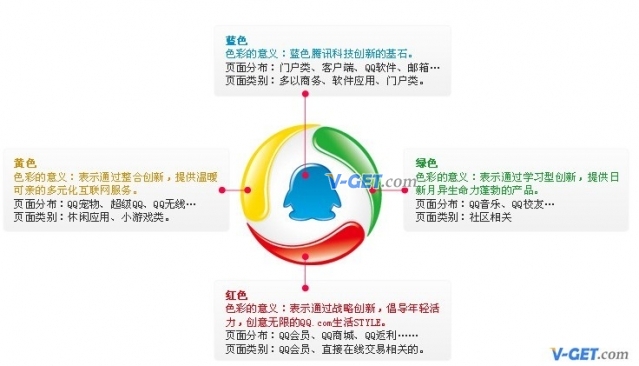 蓝色
色彩的意义：蓝色腾讯科技创新的基石。
页面分布：门户类、客户端、QQ软件、邮箱…
页面类别：多以商务、软件应用、门户类。
黄色
色彩的意义：表示通过整合创新，提供温暖
可亲的多元化互联网服务。
页面分布：QQ宠物、超级QQ、QQ无线…
页面类别：休闲应用、小游戏类。
绿色
色彩的意义：表示通过学习型创新，提供日
新月异生命力蓬勃的产品。
页面分布：QQ音乐、QQ校友…
页面类别：社区相关
V-GET.com
红色
色彩的意义：表示通过战略创新，倡导年轻活
力，创意无限的QQ.com生活STYLE。
页面分布：QQ会员、QQ商城、QQ返利……
页面类别：QQ会员、直接在线交易相关的。
V-GET.com
V-GET.com